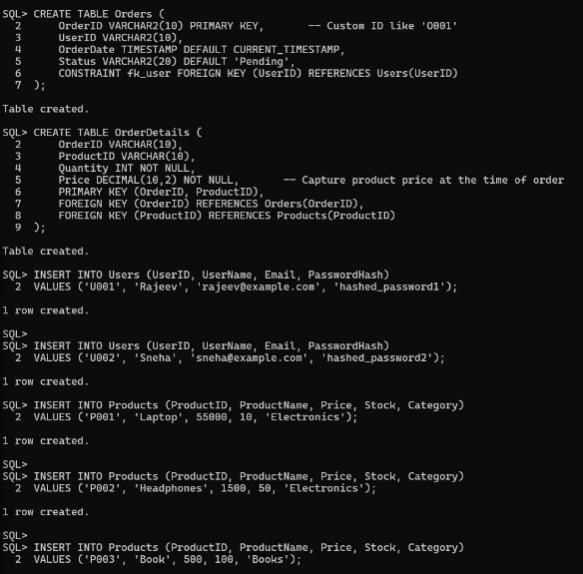 SQL> CREATE TABLE Orders (
  2      OrderID VARCHAR2(10) PRIMARY KEY,      -- Custom ID like 'O001'
  3      UserID VARCHAR2(10),
  4      OrderDate TIMESTAMP DEFAULT CURRENT_TIMESTAMP,
  5      Status VARCHAR2(20) DEFAULT 'Pending',
  6      CONSTRAINT fk_user FOREIGN KEY (UserID) REFERENCES Users(UserID)
  7  );
Table created.
SQL> CREATE TABLE OrderDetails (
  2      OrderID VARCHAR(10),
  3      ProductID VARCHAR(10),
  4      Quantity INT NOT NULL,
  5      Price DECIMAL(10,2) NOT NULL,      -- Capture product price at the time of order
  6      PRIMARY KEY (OrderID, ProductID),
  7      FOREIGN KEY (OrderID) REFERENCES Orders(OrderID),
  8      FOREIGN KEY (ProductID) REFERENCES Products(ProductID)
  9  );
Table created.
SQL> INSERT INTO Users (UserID, UserName, Email, PasswordHash)
  2  VALUES ('U001', 'Rajeev', 'rajeev@example.com', 'hashed_password1');
1 row created.
SQL>
SQL> INSERT INTO Users (UserID, UserName, Email, PasswordHash)
  2  VALUES ('U002', 'Sneha', 'sneha@example.com', 'hashed_password2');
1 row created.
SQL> INSERT INTO Products (ProductID, ProductName, Price, Stock, Category)
  2  VALUES ('P001', 'Laptop', 55000, 10, 'Electronics');
1 row created.
SQL>
SQL> INSERT INTO Products (ProductID, ProductName, Price, Stock, Category)
  2  VALUES ('P002', 'Headphones', 1500, 50, 'Electronics');
1 row created.
SQL>
SQL> INSERT INTO Products (ProductID, ProductName, Price, Stock, Category)
  2  VALUES ('P003', 'Book', 500, 100, 'Books');